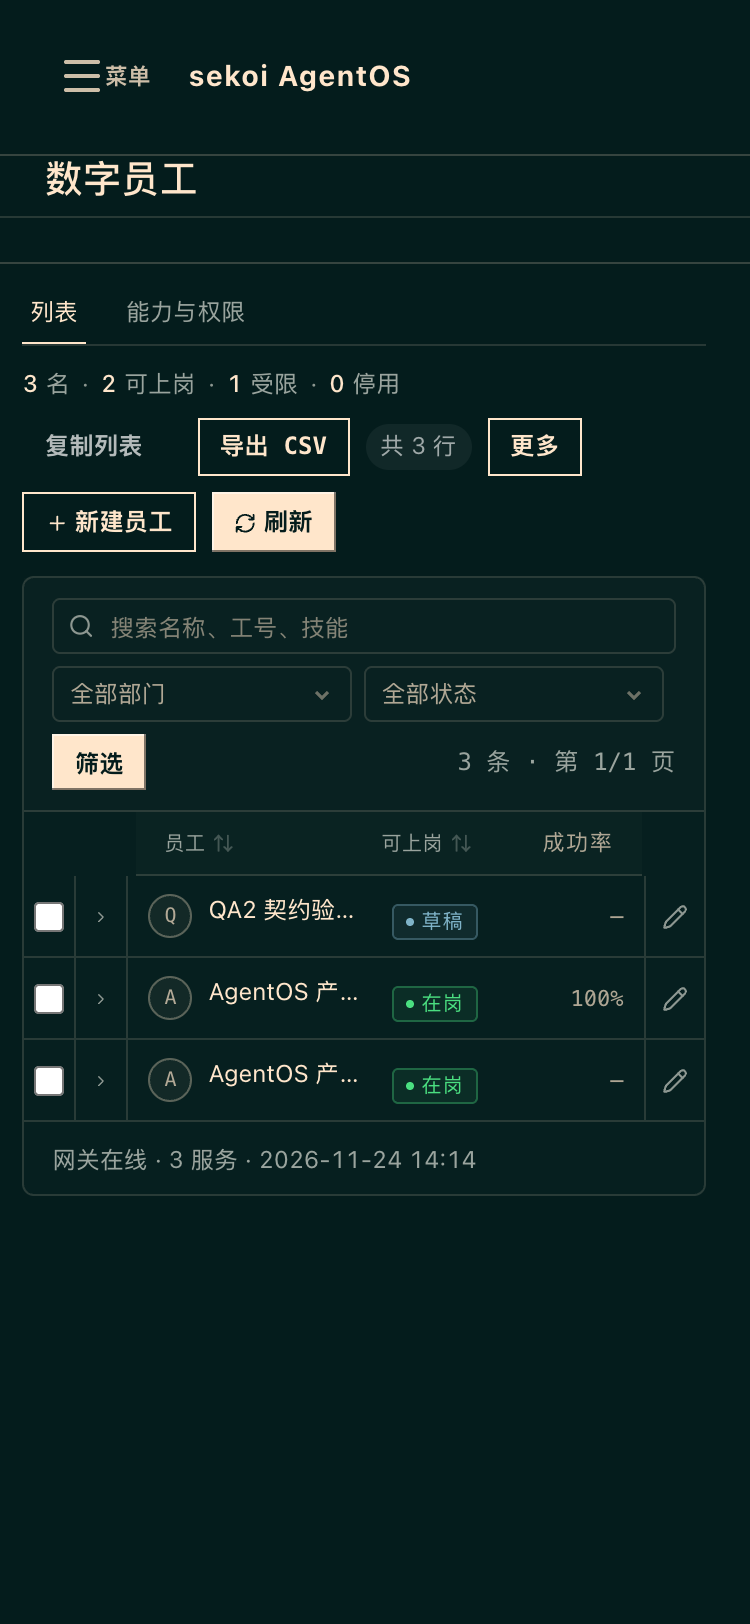 菜单 sekoi AgentOS
数字员工
列表 能力与权限
3 名 · 2 可上岗 · 1 受限 · 0 停用
复制列表 导出 CSV 共 3 行 更多
+ 新建员工 刷新
搜索名称、工号、技能
全部部门 全部状态
筛选 3 条 · 第 1/1 页
员工 可上岗 成功率
Q QA2 契约验… 草稿 —
A AgentOS 产… 在岗 100%
A AgentOS 产… 在岗 —
网关在线 · 3 服务 · 2026-11-24 14:14